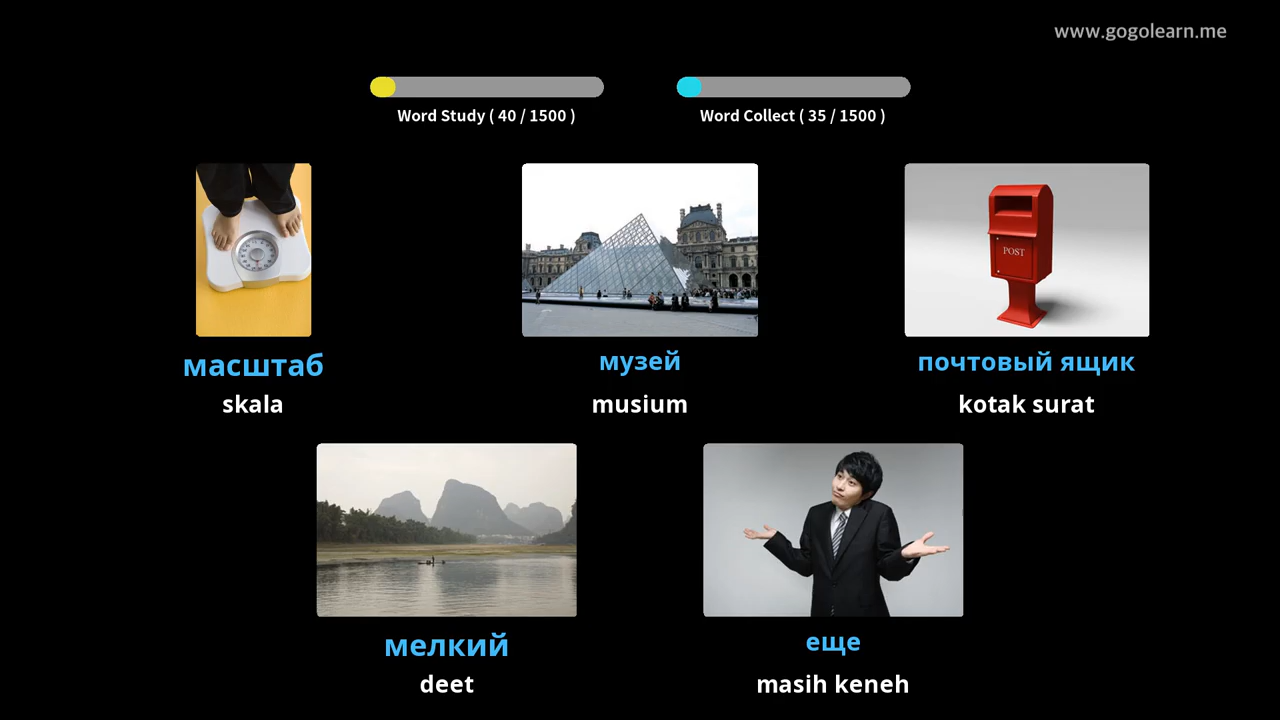 www.gogolearn.me
Word Study ( 40 / 1500 )
Word Collect ( 35 / 1500 )
POST
масштаб
музей
почтовый ящик
skala
musium
kotak surat
мелкий
еще
deet
masih keneh